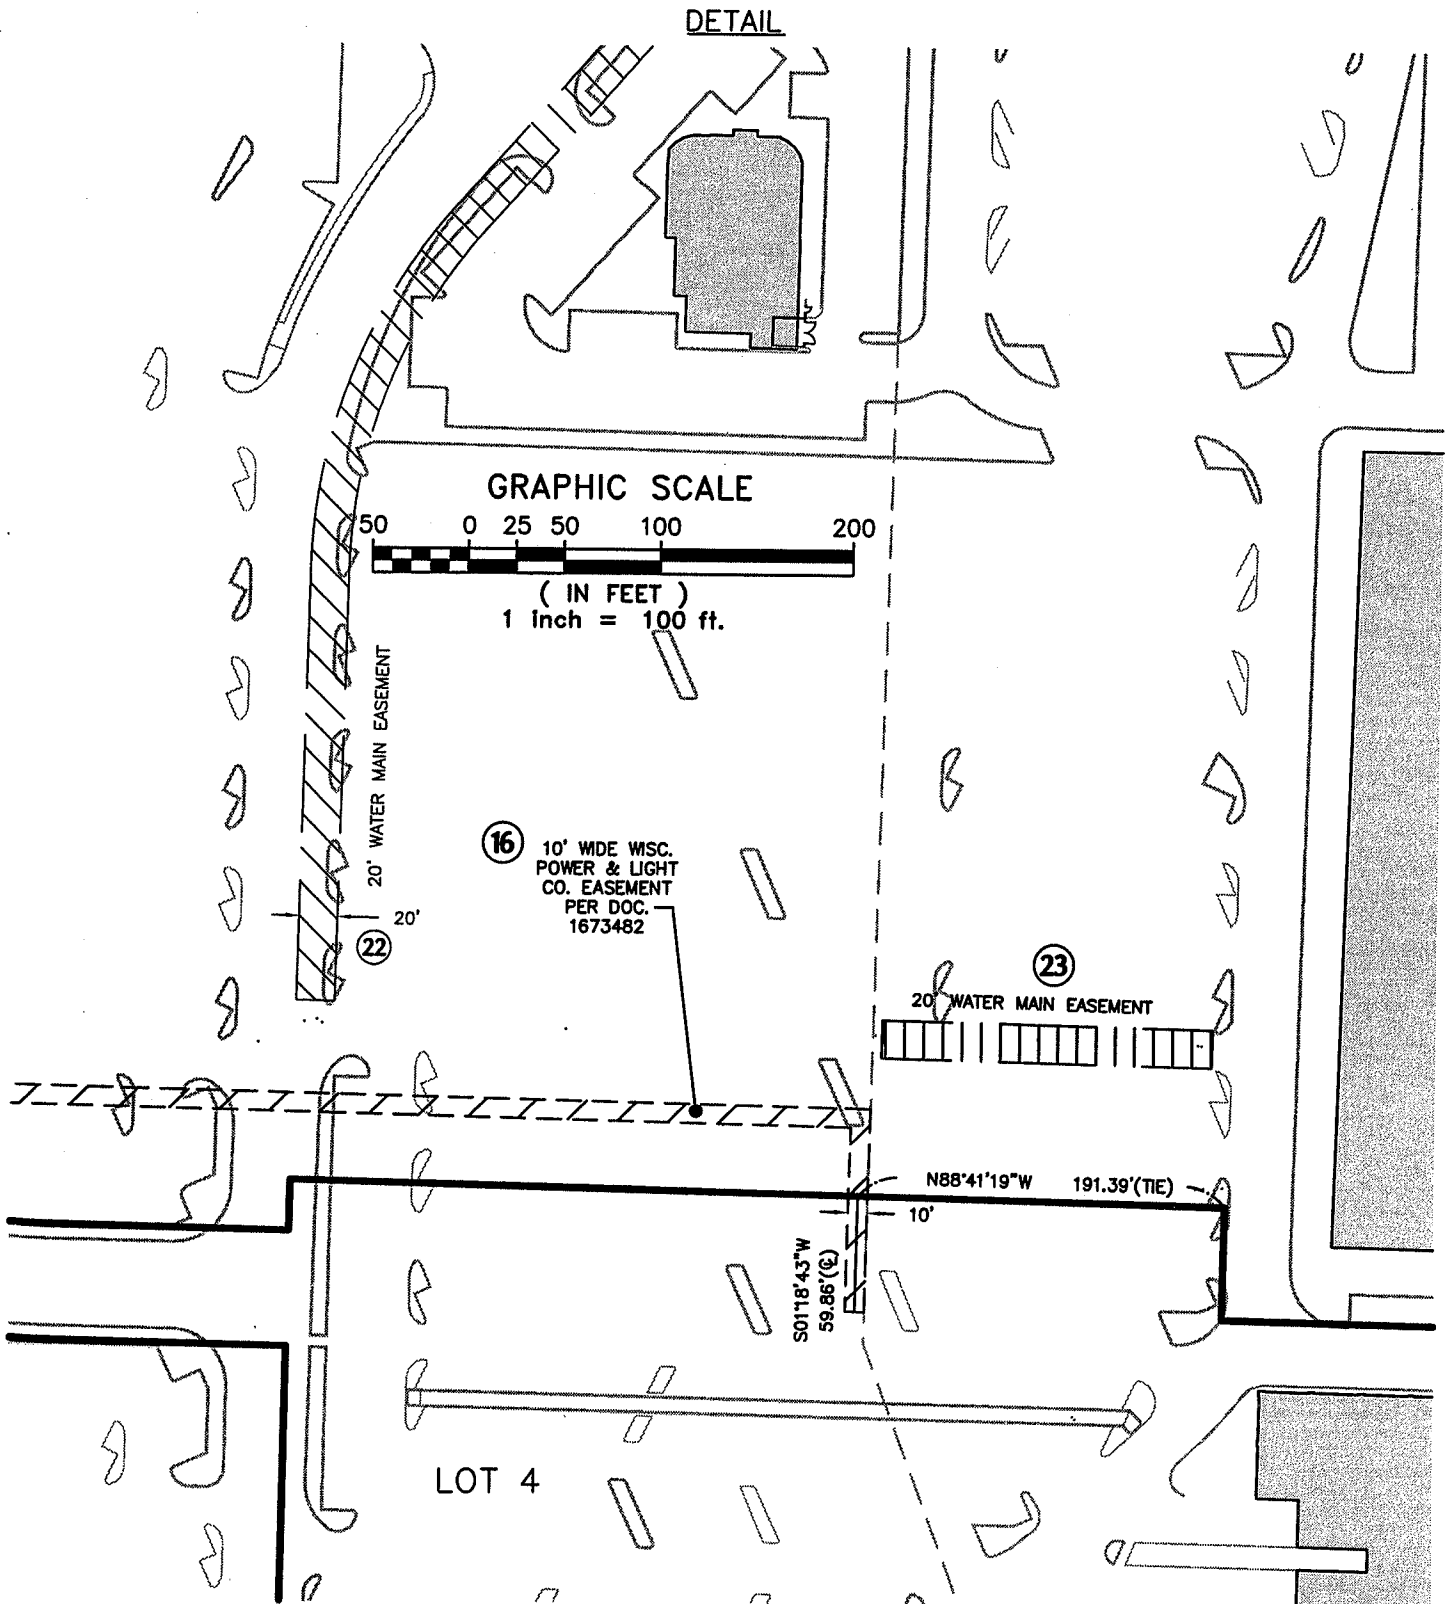 DETAIL
GRAPHIC SCALE
50 0 25 50 100 200
( IN FEET )
1 inch = 100 ft.
20' WATER MAIN EASEMENT
16
10' WIDE WISC.
POWER & LIGHT
CO. EASEMENT
PER DOC.
1673482
20'
22
23
20' WATER MAIN EASEMENT
N88°41'19"W 191.39'(TIE)
10'
S01°18'43"W
59.86'(℄)
LOT 4